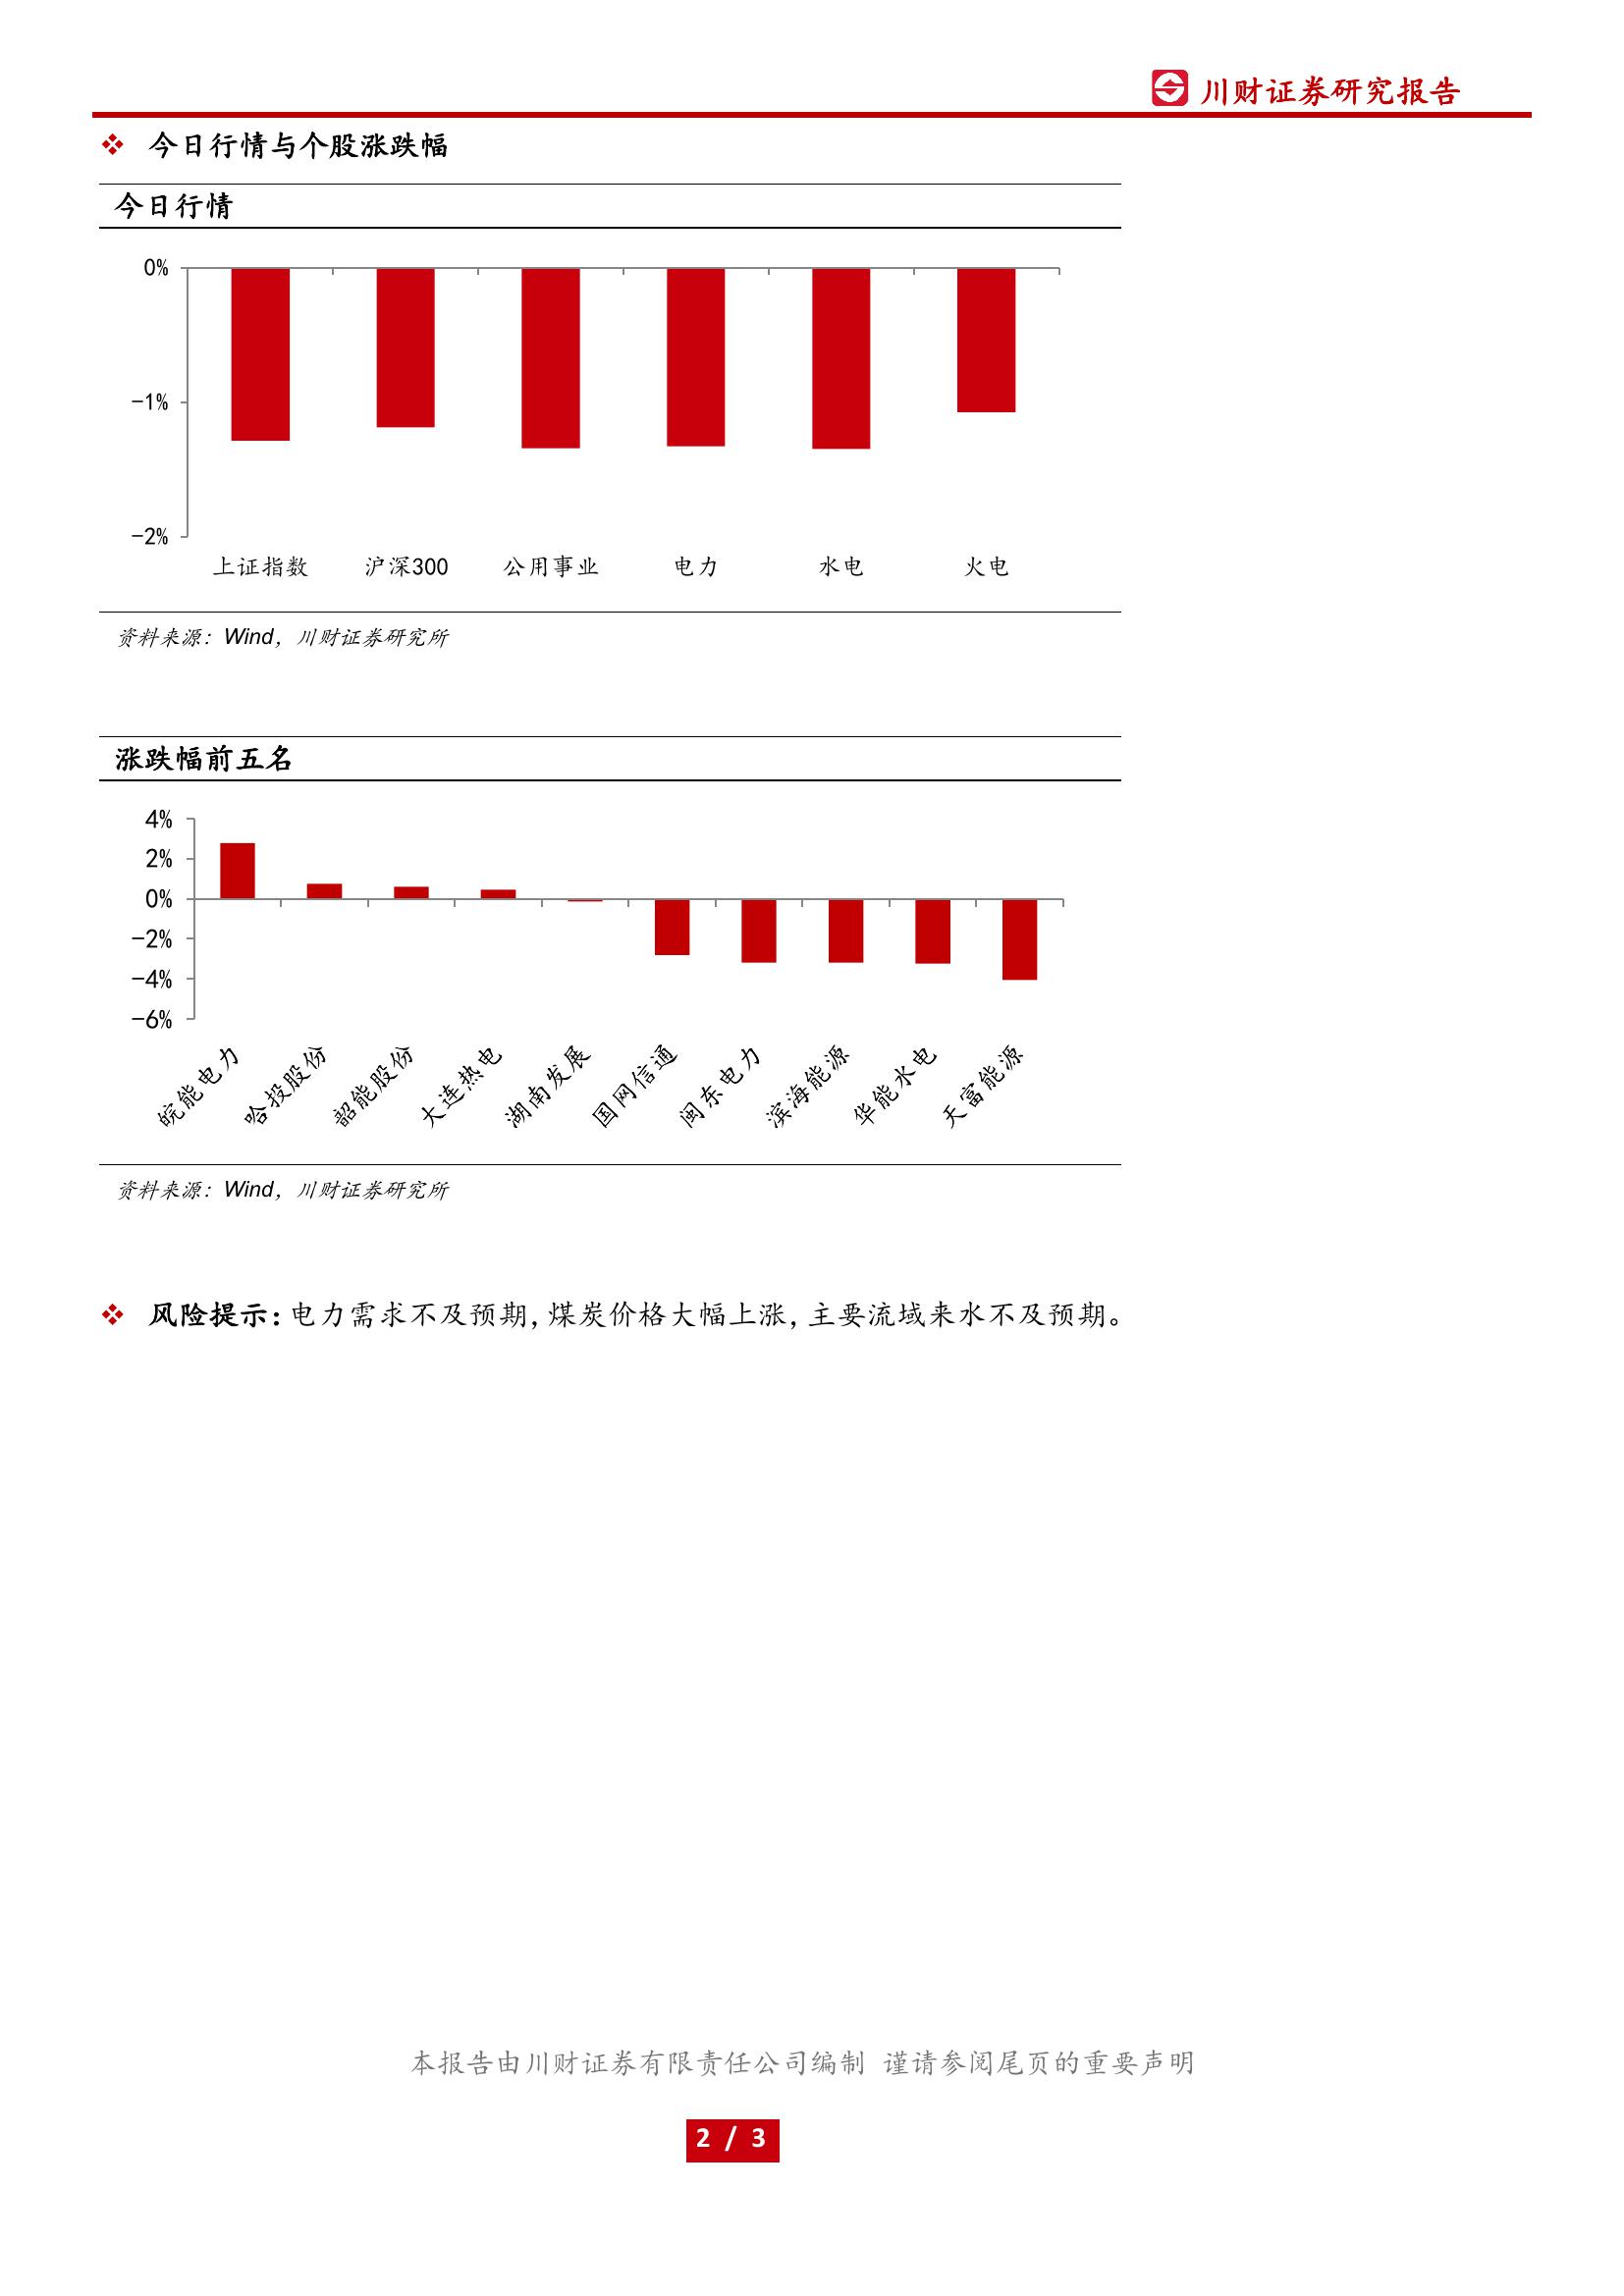 川财证券研究报告
今日行情与个股涨跌幅
今日行情
0%
-1%
-2%
上证指数 沪深300 公用事业 电力 水电 火电
资料来源：Wind，川财证券研究所
涨跌幅前五名
4%
2%
0%
-2%
-4%
-6%
皖能电力 哈投股份 韶能股份 大连热电 湖南发展 国网信通 闽东电力 滨海能源 华能水电 天富能源
资料来源：Wind，川财证券研究所
风险提示：电力需求不及预期，煤炭价格大幅上涨，主要流域来水不及预期。
本报告由川财证券有限责任公司编制 谨请参阅尾页的重要声明
2 / 3